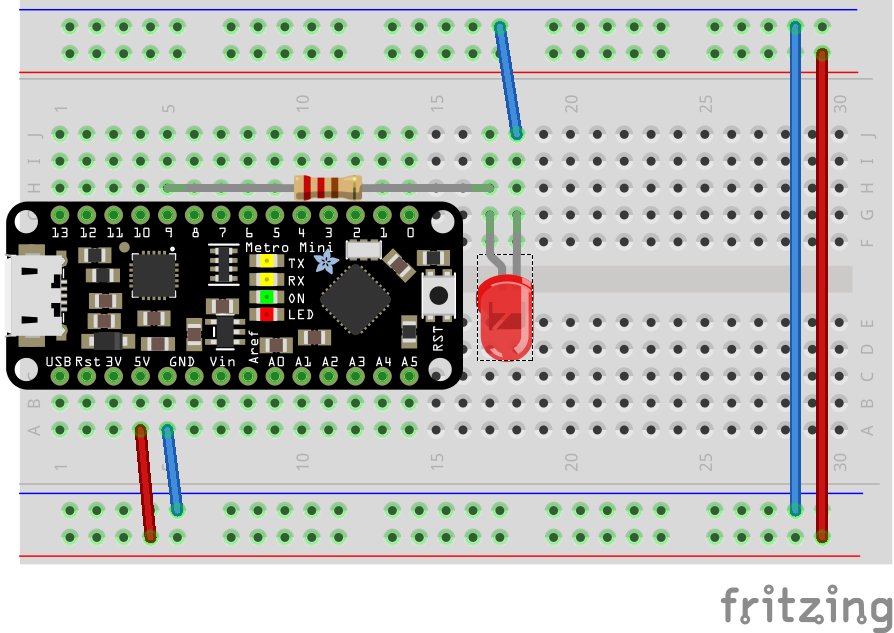 1 5 10 15 20 25 30
J J
I I
H H
G G
F F
13 12 11 10 9 8 7 6 5 4 3 2 1 0
Metro Mini
TX
RX
ON
LED
RST
Aref
USB Rst 3V 5V GND Vin A0 A1 A2 A3 A4 A5
E E
D D
C C
B B
A A
1 10 15 20 25 30
fritzing